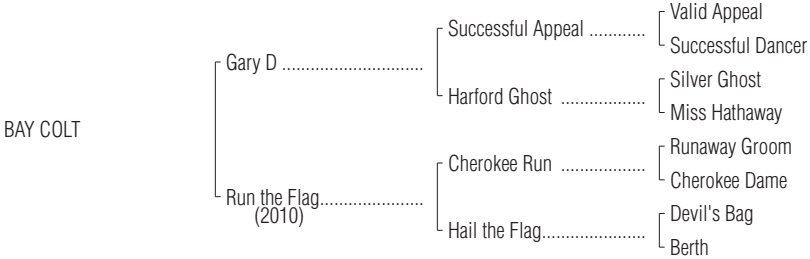 Valid Appeal
Successful Appeal ............
Successful Dancer
Gary D ..............................
Silver Ghost
Harford Ghost ..................
Miss Hathaway
BAY COLT
Runaway Groom
Cherokee Run ..................
Cherokee Dame
Run the Flag......................
(2010)
Devil's Bag
Hail the Flag......................
Berth